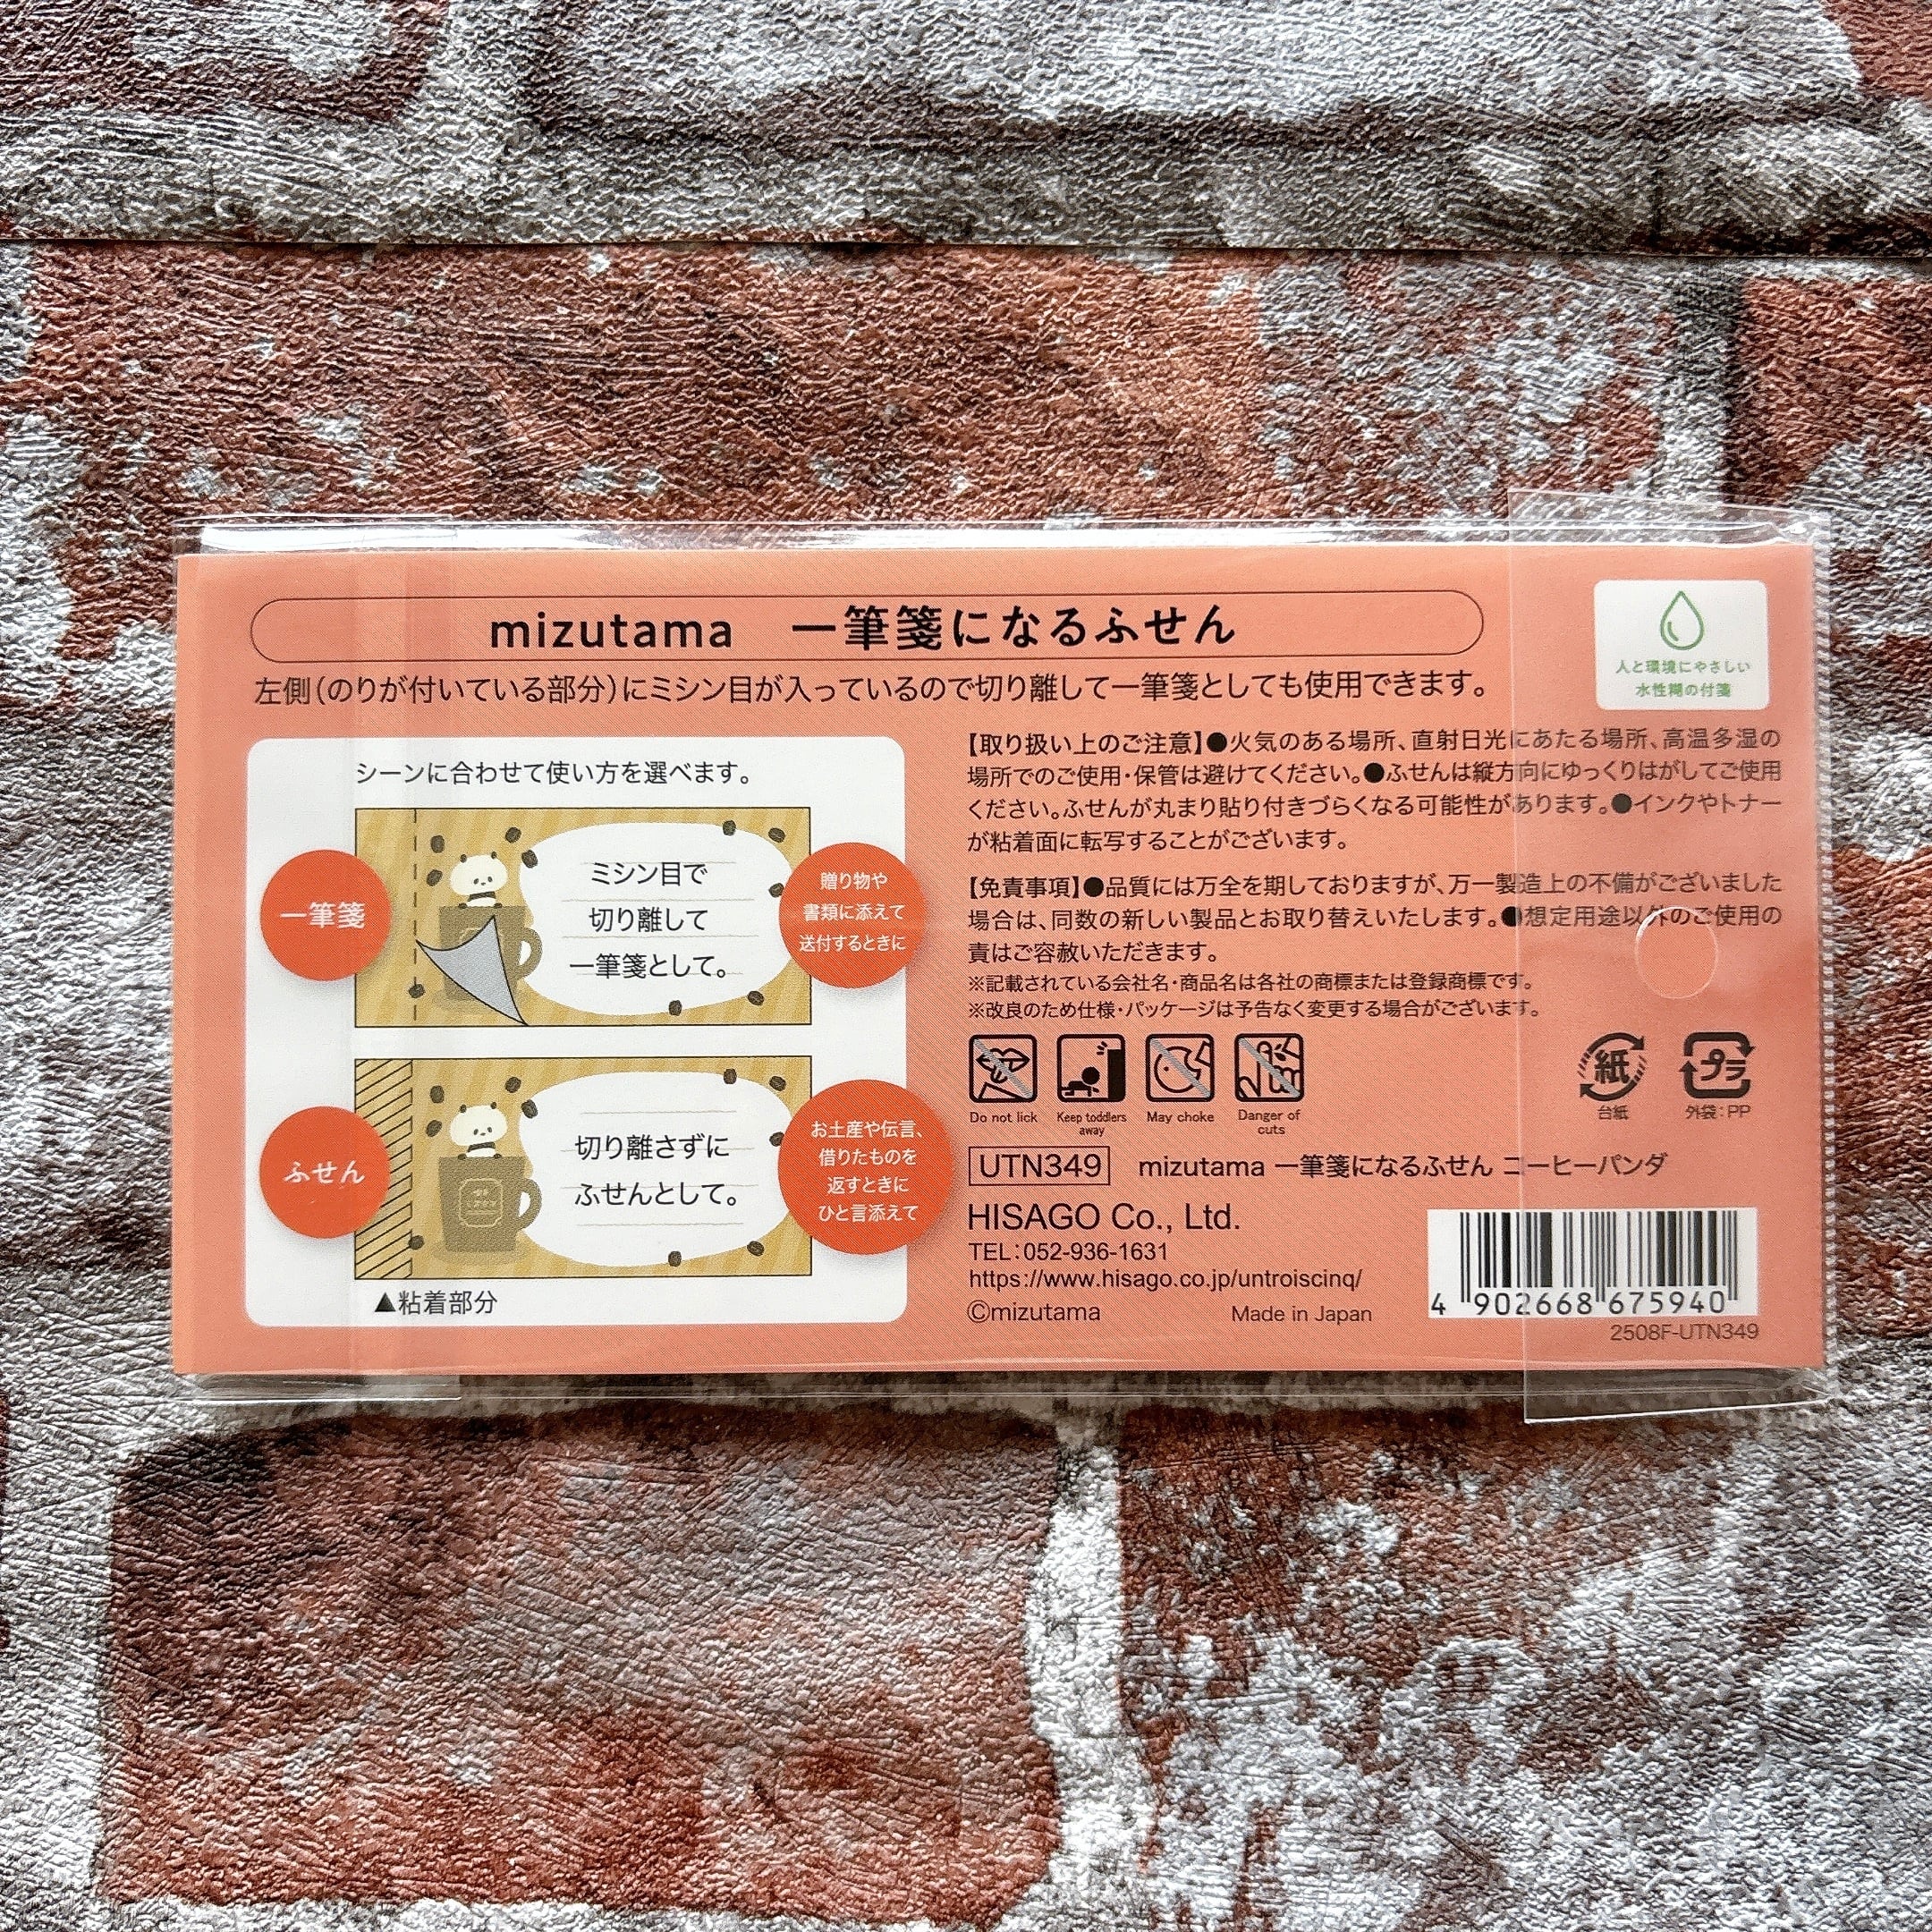 mizutama 一筆箋になるふせん
左側(のりが付いている部分)にミシン目が入っているので切り離して一筆箋としても使用できます。
人と環境にやさしい
水性糊の付箋
シーンに合わせて使い方を選べます。
一筆箋
ミシン目で
切り離して
一筆箋として。
贈り物や
書類に添えて
送付するときに
ふせん
切り離さずに
ふせんとして。
お土産や伝言、
借りたものを
返すときに
ひと言添えて
▲粘着部分
【取り扱い上のご注意】●火気のある場所、直射日光にあたる場所、高温多湿の
場所でのご使用・保管は避けてください。●ふせんは縦方向にゆっくりはがしてご使用
ください。ふせんが丸まり貼り付きづらくなる可能性があります。●インクやトナー
が粘着面に転写することがございます。
【免責事項】●品質には万全を期しておりますが、万一製造上の不備がございました
場合は、同数の新しい製品とお取り替えいたします。●想定用途以外のご使用の
責はご容赦いただきます。
※記載されている会社名・商品名は各社の商標または登録商標です。
※改良のため仕様・パッケージは予告なく変更する場合がございます。
Do not lick
Keep toddlers
away
May choke
Danger of
cuts
紙
台紙
プラ
外袋:PP
UTN349 mizutama 一筆箋になるふせん コーヒーパンダ
HISAGO Co., Ltd.
TEL:052-936-1631
https://www.hisago.co.jp/untroiscinq/
©mizutama Made in Japan
4 902668 675940
2508F-UTN349